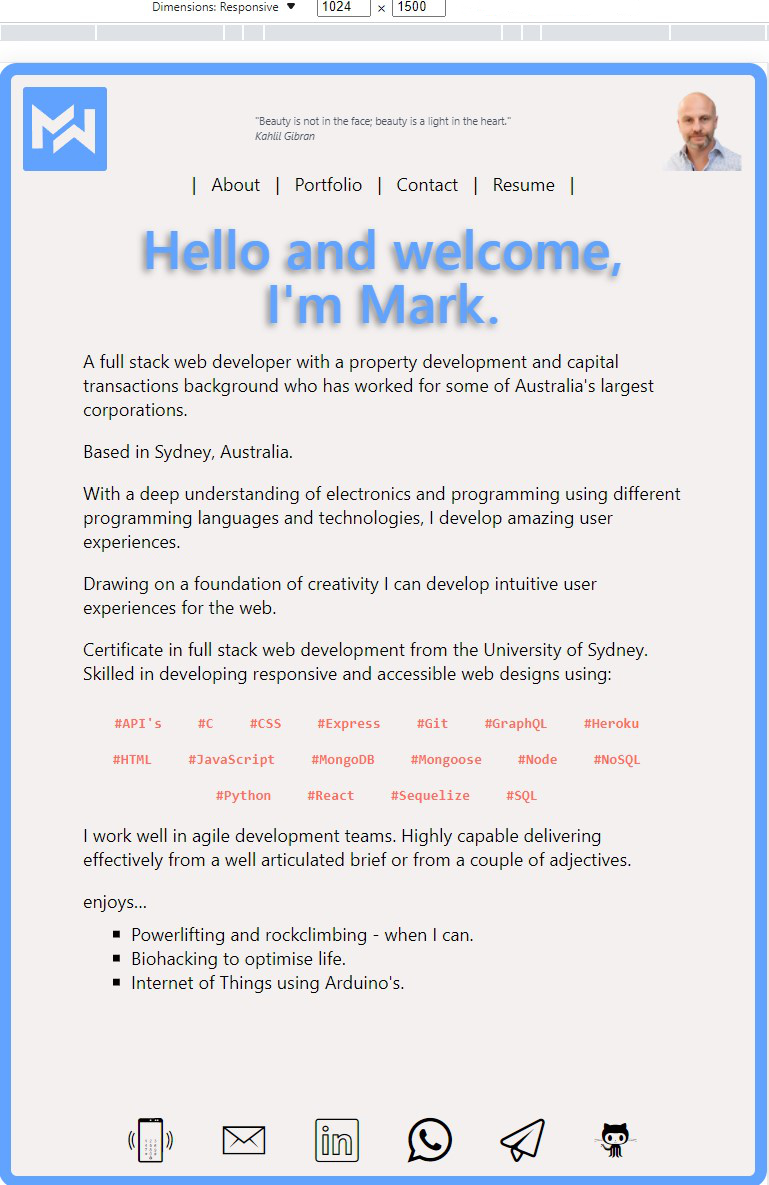 Dimensions: Responsive ▼ 1024 x 1500
"Beauty is not in the face; beauty is a light in the heart."
Kahlil Gibran
| About | Portfolio | Contact | Resume |
Hello and welcome,
I'm Mark.
A full stack web developer with a property development and capital
transactions background who has worked for some of Australia's largest
corporations.
Based in Sydney, Australia.
With a deep understanding of electronics and programming using different
programming languages and technologies, I develop amazing user
experiences.
Drawing on a foundation of creativity I can develop intuitive user
experiences for the web.
Certificate in full stack web development from the University of Sydney.
Skilled in developing responsive and accessible web designs using:
#API's #C #CSS #Express #Git #GraphQL #Heroku
#HTML #JavaScript #MongoDB #Mongoose #Node #NoSQL
#Python #React #Sequelize #SQL
I work well in agile development teams. Highly capable delivering
effectively from a well articulated brief or from a couple of adjectives.
enjoys...
▪ Powerlifting and rockclimbing - when I can.
▪ Biohacking to optimise life.
▪ Internet of Things using Arduino's.
in